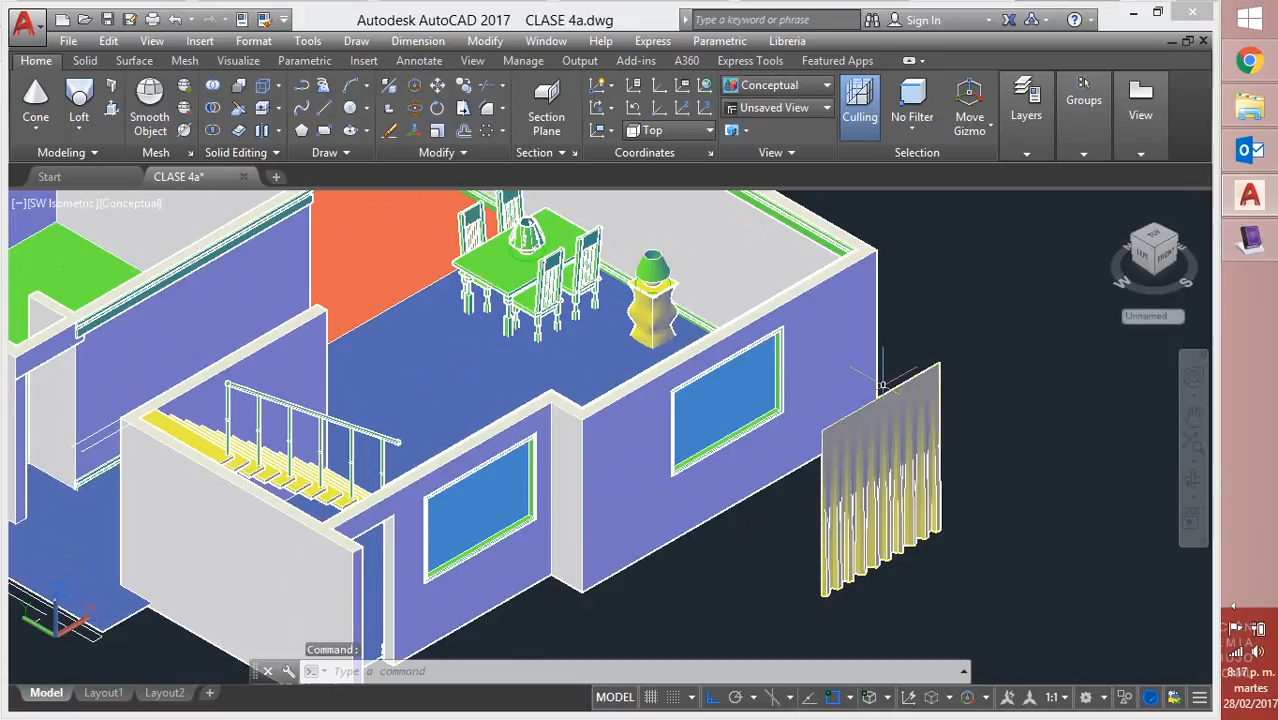 Autodesk AutoCAD 2017 CLASE 4a.dwg
Type a keyword or phrase
Sign In
File Edit View Insert Format Tools Draw Dimension Modify Window Help Express Parametric Libreria
Home Solid Surface Mesh Visualize Parametric Insert Annotate View Manage Output Add-ins A360 Express Tools Featured Apps
Cone
Loft
Smooth
Object
Section
Plane
Conceptual
Unsaved View
Top
Culling
No Filter
Move
Gizmo
Layers
Groups
View
Modeling Mesh Solid Editing Draw Modify Section Coordinates View Selection
Start
CLASE 4a*
[−][SW Isometric][Conceptual]
TOP
LEFT
FRONT
W
S
Unnamed
Command:
Type a command
Model Layout1 Layout2
MODEL
1:1
8:17 p. m.
martes
28/02/2017